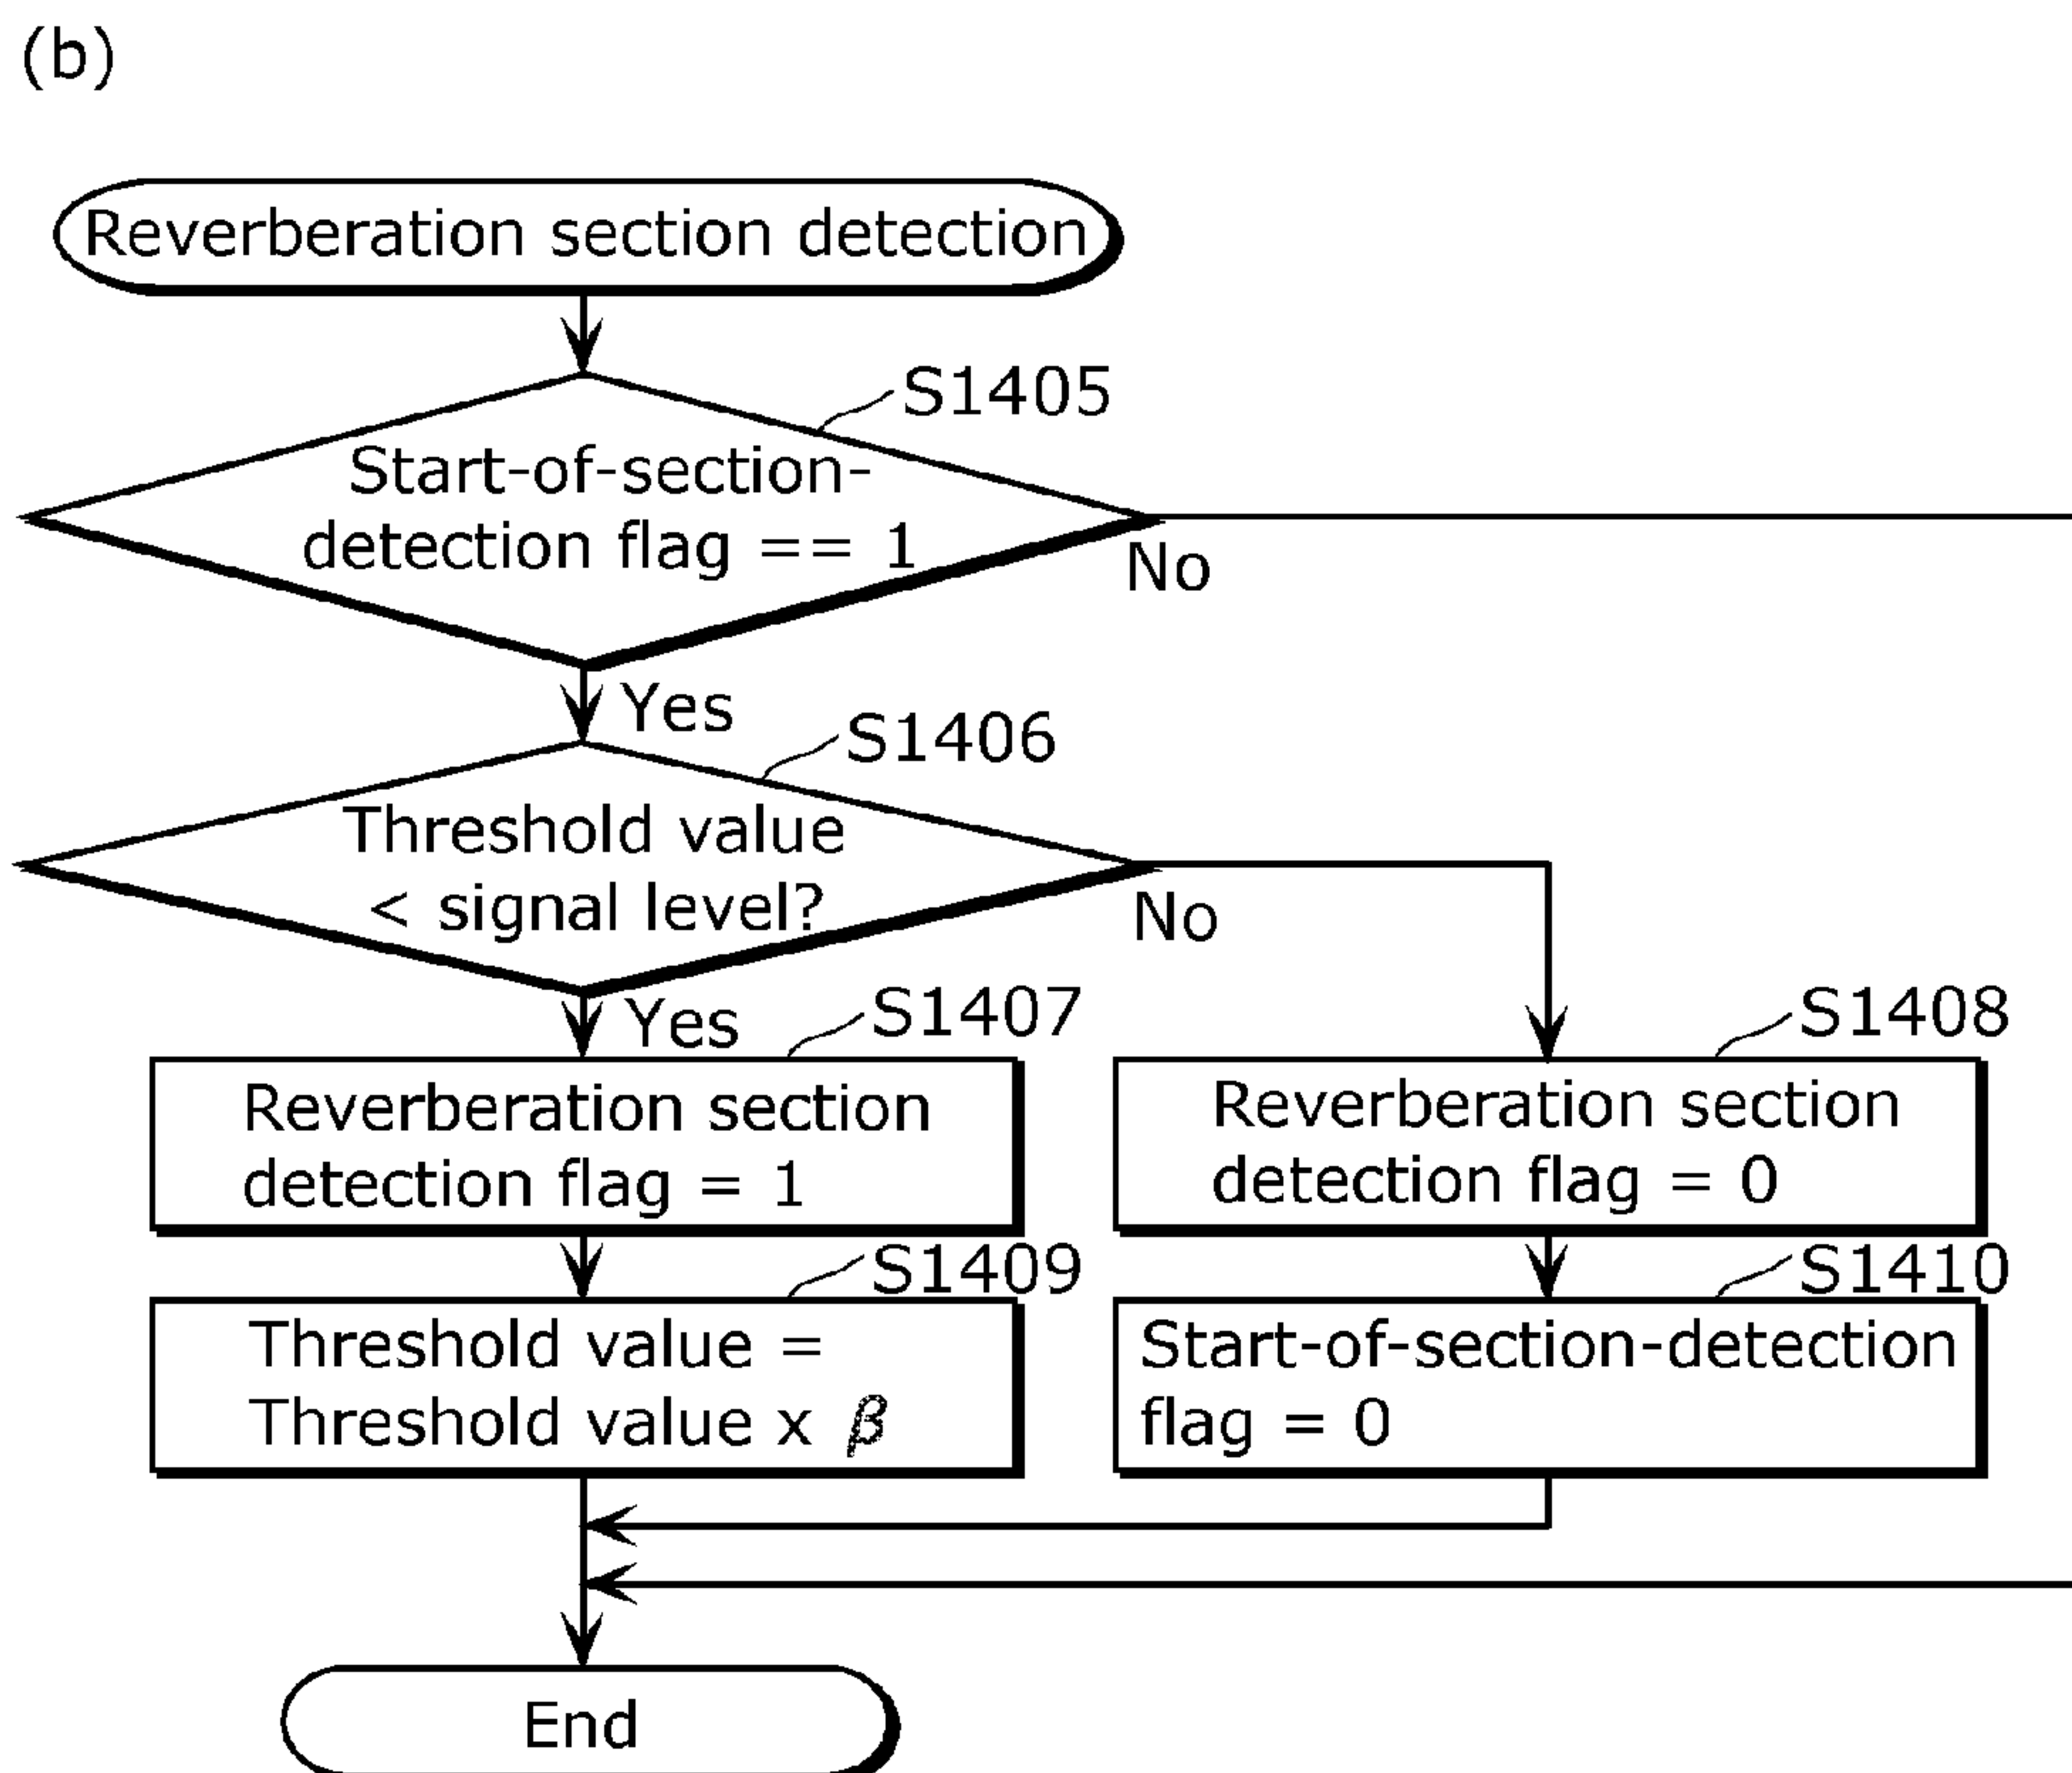 (b)
Reverberation section detection
S1405
Start-of-section-
detection flag == 1
No
Yes
S1406
Threshold value
< signal level?
No
Yes
S1407
S1408
Reverberation section
detection flag = 1
Reverberation section
detection flag = 0
S1409
S1410
Threshold value =
Threshold value x β
Start-of-section-detection
flag = 0
End